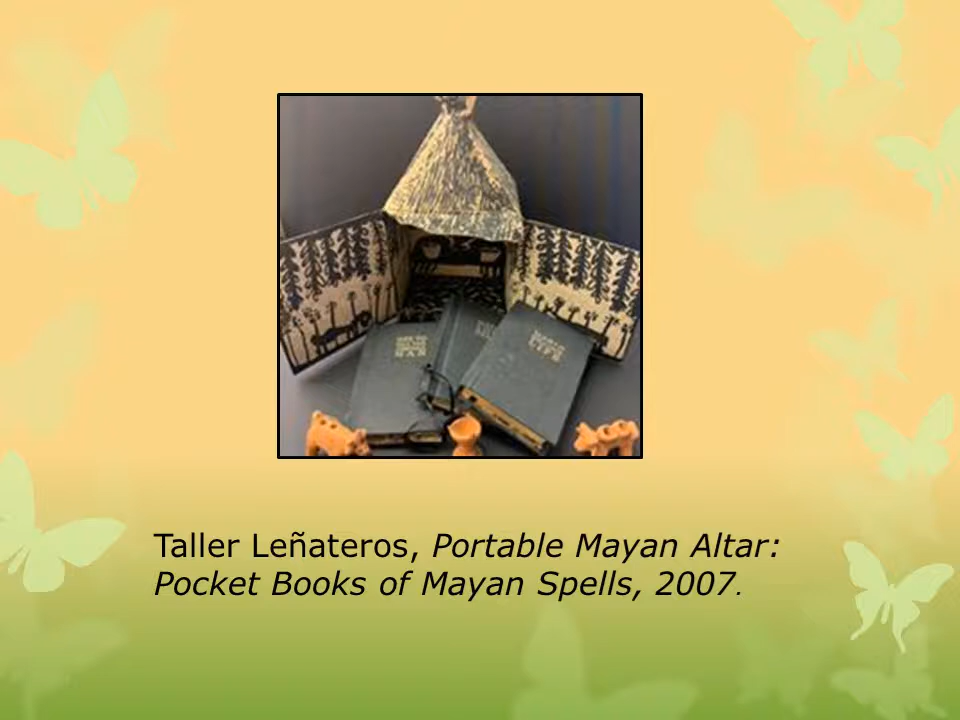 Taller Leñateros, Portable Mayan Altar:
Pocket Books of Mayan Spells, 2007.